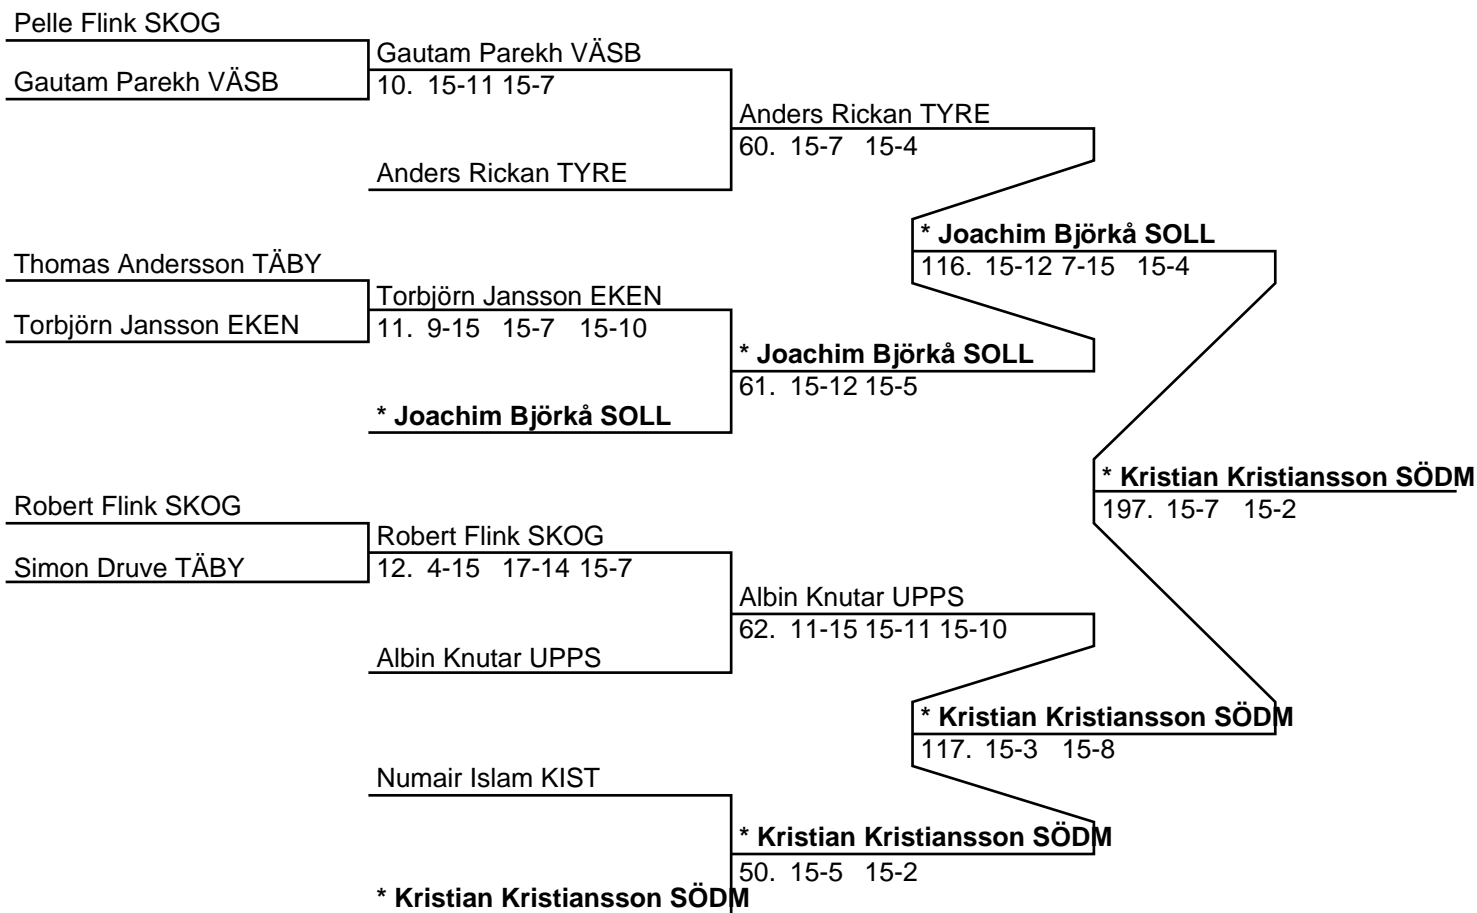 Pelle Flink SKOG
Gautam Parekh VÄSB
Gautam Parekh VÄSB
10. 15-11 15-7
Anders Rickan TYRE
60. 15-7 15-4
Anders Rickan TYRE
* Joachim Björkå SOLL
116. 15-12 7-15 15-4
Thomas Andersson TÄBY
Torbjörn Jansson EKEN
Torbjörn Jansson EKEN
11. 9-15 15-7 15-10
* Joachim Björkå SOLL
61. 15-12 15-5
* Joachim Björkå SOLL
* Kristian Kristiansson SÖDM
197. 15-7 15-2
Robert Flink SKOG
Simon Druve TÄBY
Robert Flink SKOG
12. 4-15 17-14 15-7
Albin Knutar UPPS
62. 11-15 15-11 15-10
Albin Knutar UPPS
* Kristian Kristiansson SÖDM
117. 15-3 15-8
Numair Islam KIST
* Kristian Kristiansson SÖDM
50. 15-5 15-2
* Kristian Kristiansson SÖDM